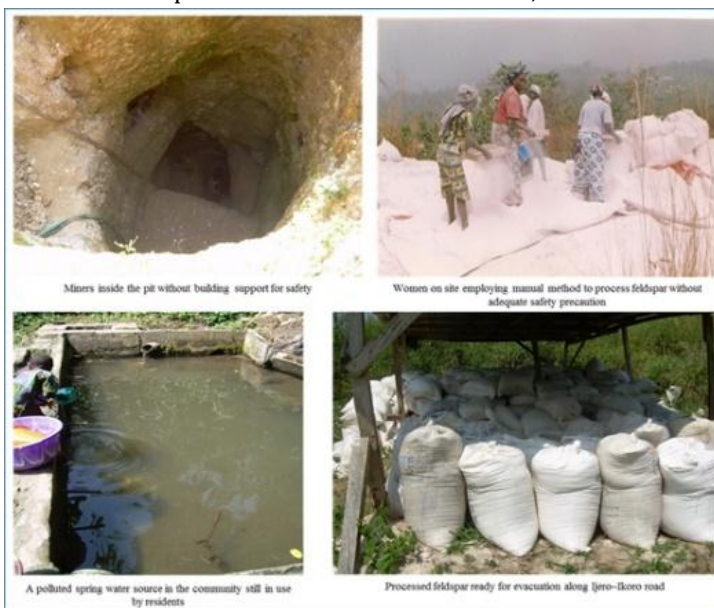 Miners inside the pit without building support for safety
Women on site employing manual method to process feldspar without
adequate safety precaution
A polluted spring water source in the community still in use
by residents
Processed feldspar ready for evacuation along Ijero–Ikoro road